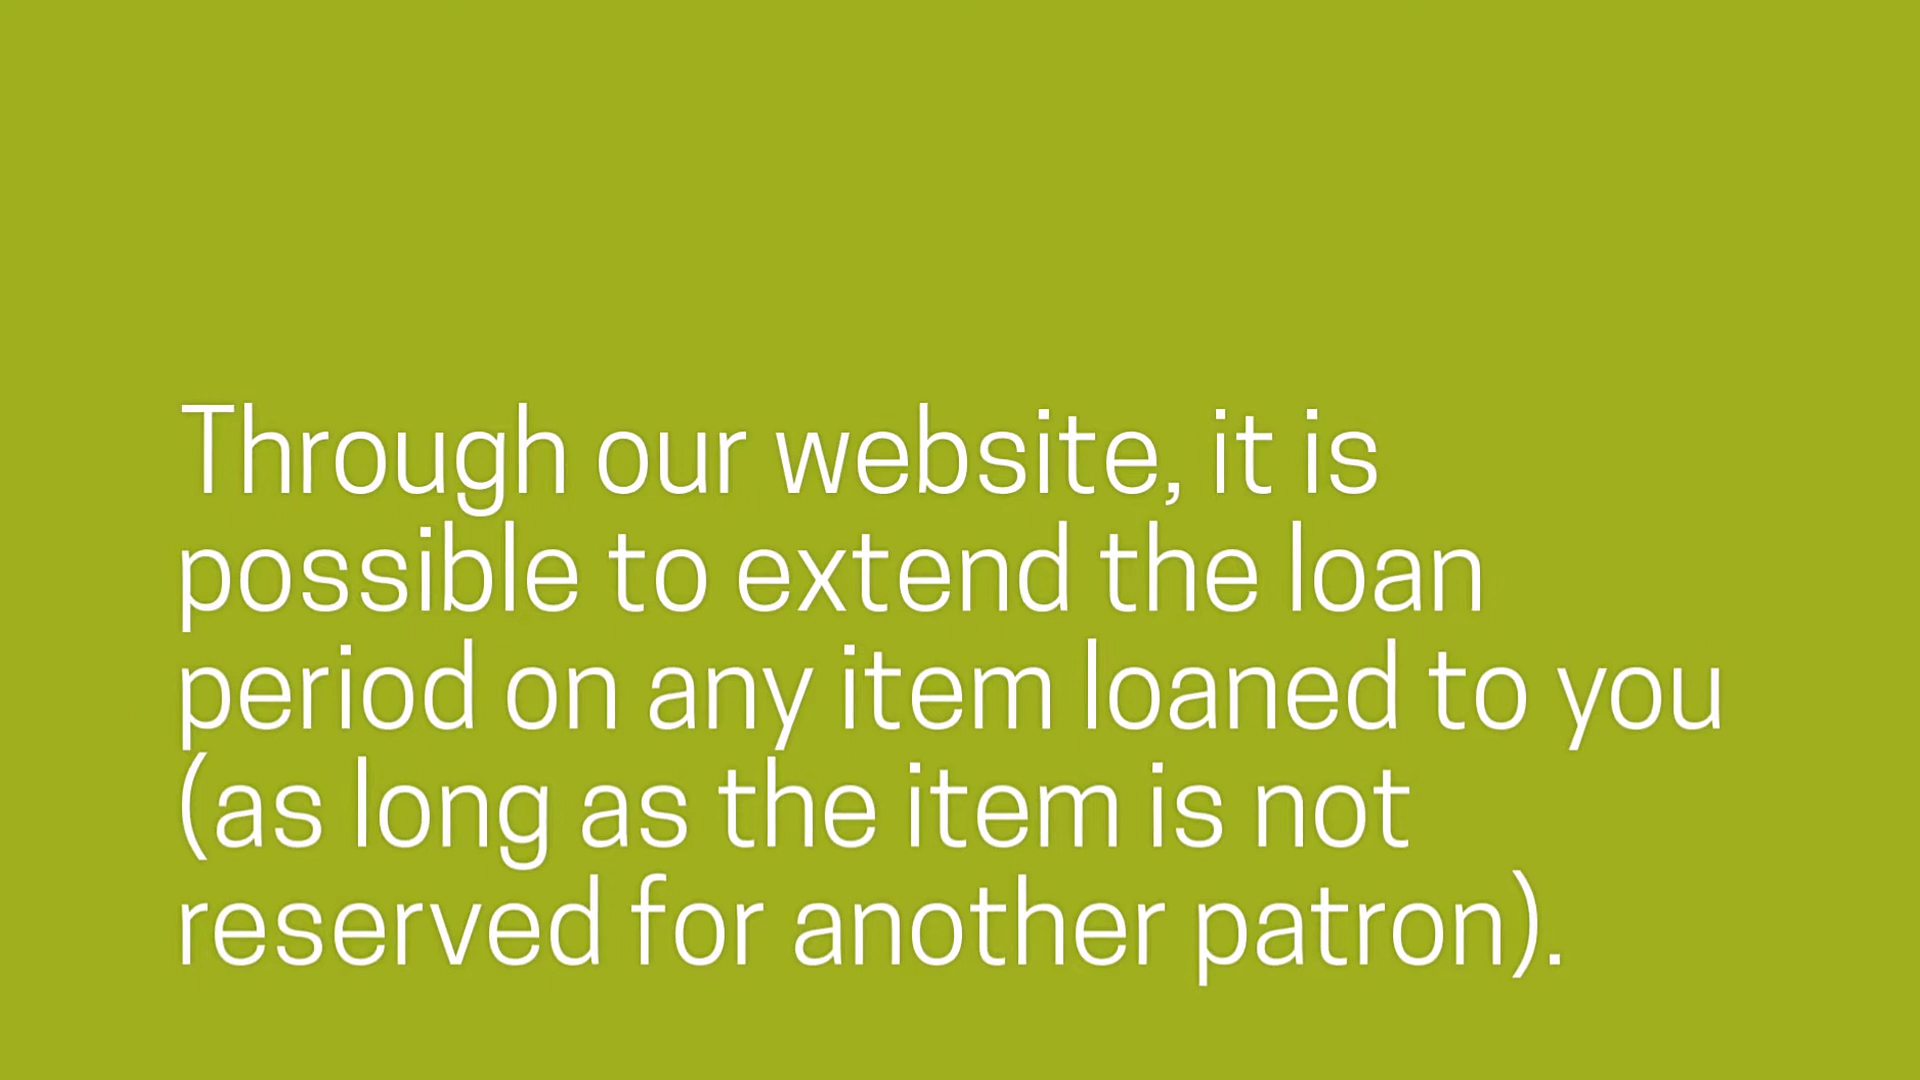 Through our website, it is
possible to extend the loan
period on any item loaned to you
(as long as the item is not
reserved for another patron).